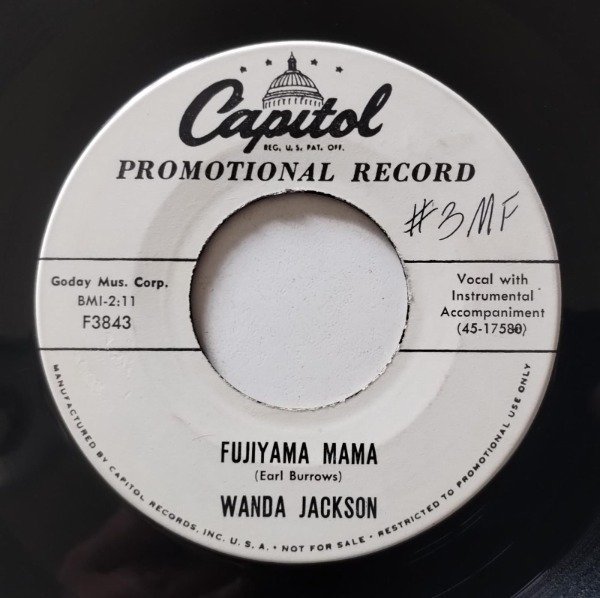 Capitol
REG. U.S. PAT. OFF.
PROMOTIONAL RECORD
#3MF
Goday Mus. Corp.
BMI-2:11
F3843
Vocal with
Instrumental
Accompaniment
(45-17580)
FUJIYAMA MAMA
(Earl Burrows)
WANDA JACKSON
MANUFACTURED BY CAPITOL RECORDS, INC. U.S.A. • NOT FOR SALE • RESTRICTED TO PROMOTIONAL USE ONLY